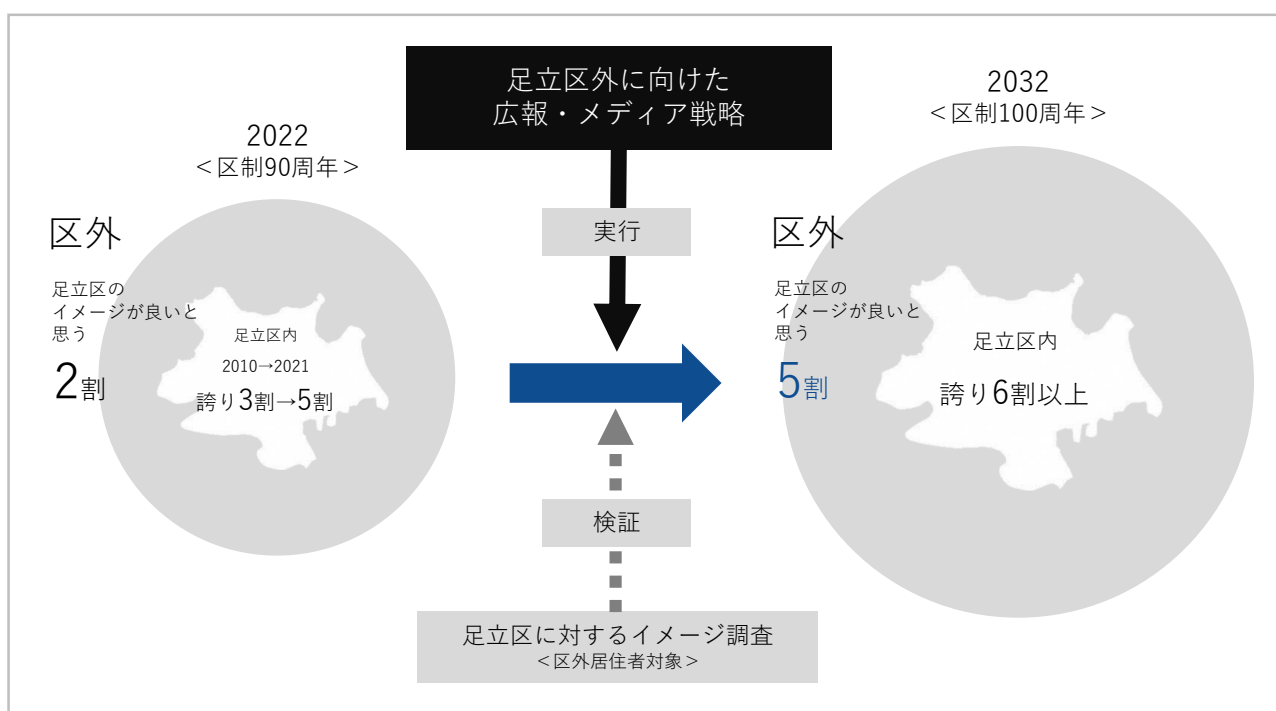 足立区外に向けた
広報・メディア戦略
2022
＜区制90周年＞
2032
＜区制100周年＞
区外
足立区の
イメージが良いと
思う
2割
足立区内
2010→2021
誇り3割→5割
実行
検証
足立区に対するイメージ調査
＜区外居住者対象＞
区外
足立区の
イメージが良いと
思う
5割
足立区内
誇り6割以上